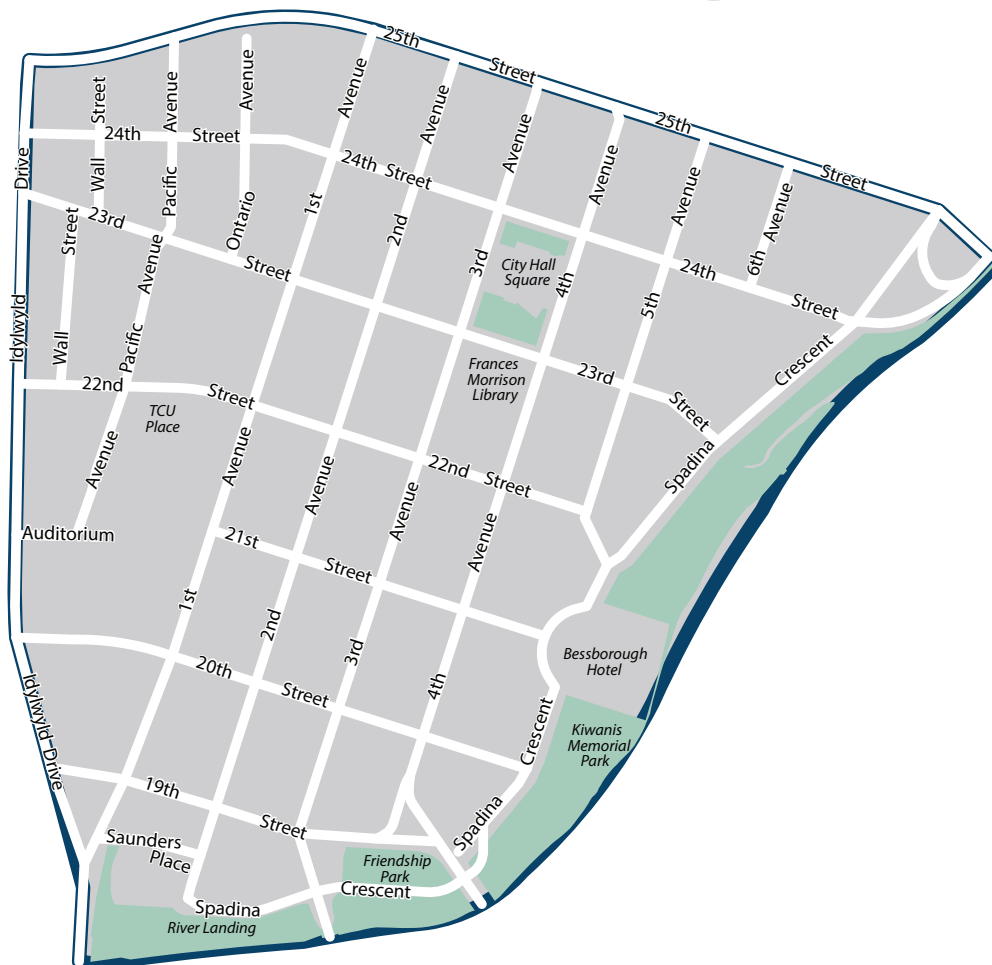 25th
Street
25th
Street
Street
Avenue
Avenue
Avenue
Avenue
Avenue
Avenue
Avenue
Avenue
24th
Street
24th Street
Drive
Wall
Pacific
Ontario
1st
2nd
3rd
4th
5th
6th
24th
Street
23rd
Street
Street
Avenue
City Hall
Square
Idylwyld
Wall
Pacific
22nd
Street
TCU
Place
Frances
Morrison
Library
23rd
Street
Crescent
Spadina
Avenue
Avenue
Avenue
Avenue
Avenue
22nd
Street
Auditorium
21st
Street
1st
2nd
3rd
4th
Bessborough
Hotel
20th
Street
Crescent
Kiwanis
Memorial
Park
Idylwyld Drive
19th
Street
Spadina
Saunders
Place
Friendship
Park
Crescent
Spadina
River Landing